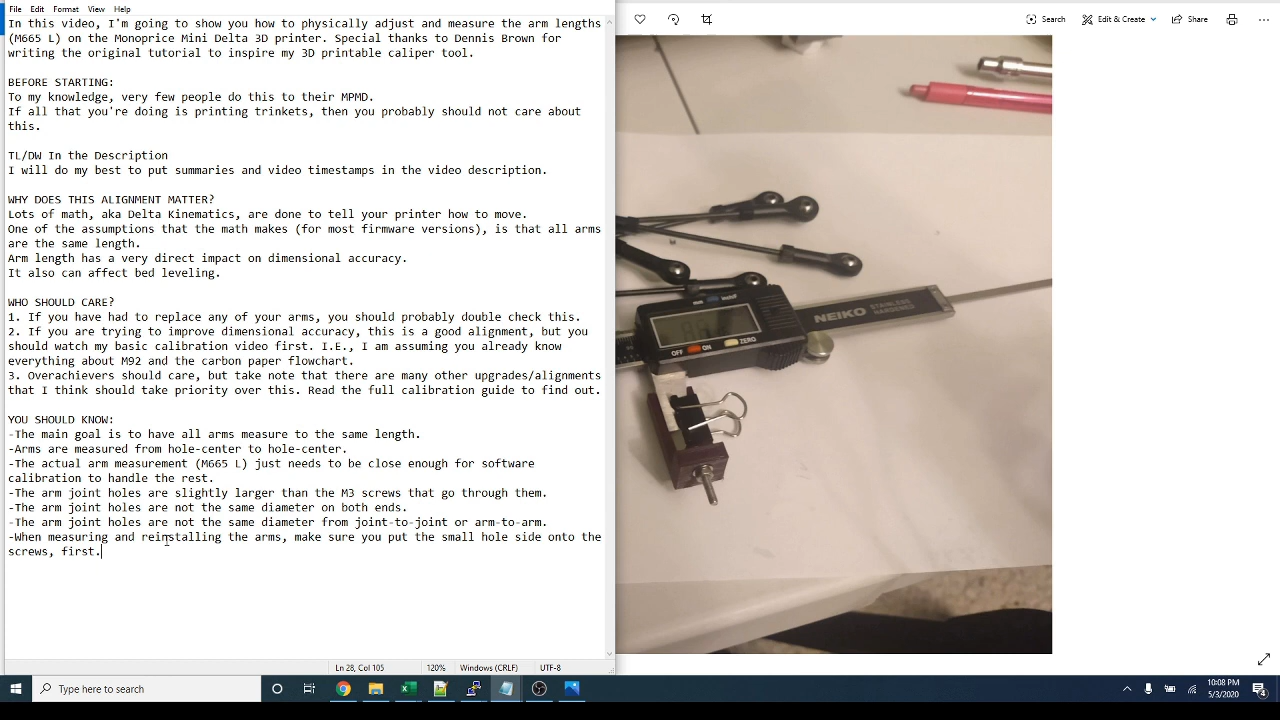 File Edit Format View Help
In this video, I'm going to show you how to physically adjust and measure the arm lengths
(M665 L) on the Monoprice Mini Delta 3D printer. Special thanks to Dennis Brown for
writing the original tutorial to inspire my 3D printable caliper tool.
BEFORE STARTING:
To my knowledge, very few people do this to their MPMD.
If all that you're doing is printing trinkets, then you probably should not care about
this.
TL/DW In the Description
I will do my best to put summaries and video timestamps in the video description.
WHY DOES THIS ALIGNMENT MATTER?
Lots of math, aka Delta Kinematics, are done to tell your printer how to move.
One of the assumptions that the math makes (for most firmware versions), is that all arms
are the same length.
Arm length has a very direct impact on dimensional accuracy.
It also can affect bed leveling.
WHO SHOULD CARE?
1. If you have had to replace any of your arms, you should probably double check this.
2. If you are trying to improve dimensional accuracy, this is a good alignment, but you
should watch my basic calibration video first. I.E., I am assuming you already know
everything about M92 and the carbon paper flowchart.
3. Overachievers should care, but take note that there are many other upgrades/alignments
that I think should take priority over this. Read the full calibration guide to find out.
YOU SHOULD KNOW:
-The main goal is to have all arms measure to the same length.
-Arms are measured from hole-center to hole-center.
-The actual arm measurement (M665 L) just needs to be close enough for software
calibration to handle the rest.
-The arm joint holes are slightly larger than the M3 screws that go through them.
-The arm joint holes are not the same diameter on both ends.
-The arm joint holes are not the same diameter from joint-to-joint or arm-to-arm.
-When measuring and reinstalling the arms, make sure you put the small hole side onto the
screws, first.
Ln 28, Col 105 120% Windows (CRLF) UTF-8
Search Edit & Create Share
mm inch/F
NEIKO STAINLESS
HARDENED
OFF ON ZERO
Type here to search
10:08 PM
5/3/2020
4